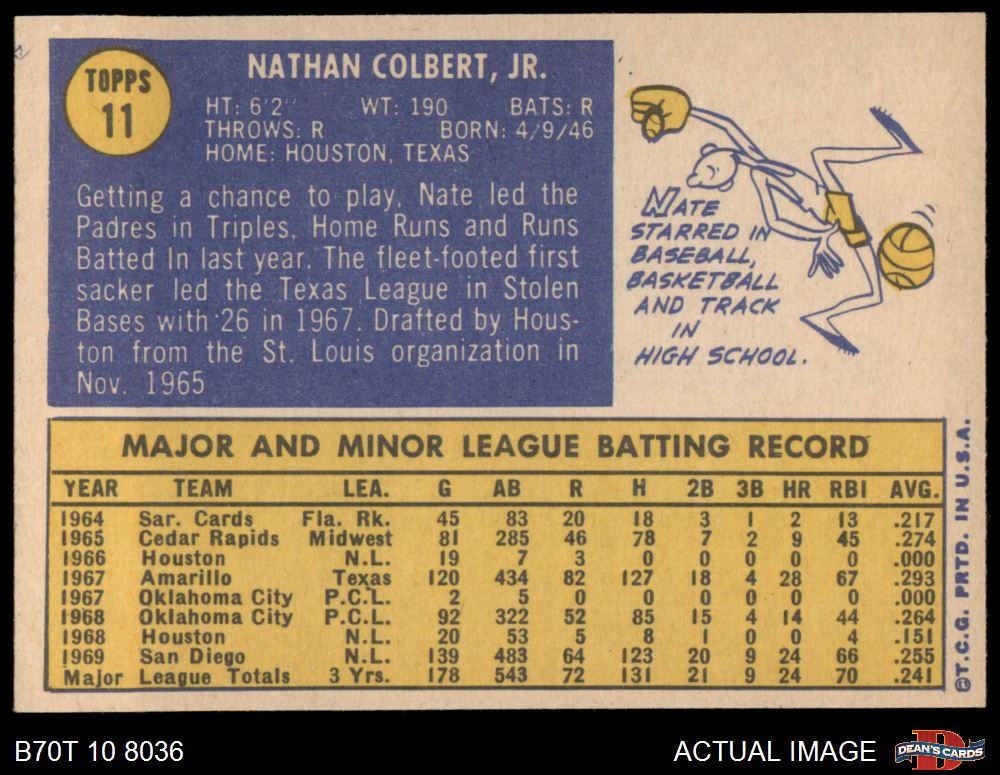 TOPPS
11
NATHAN COLBERT, JR.
HT: 6'2" WT: 190 BATS: R
THROWS: R BORN: 4/9/46
HOME: HOUSTON, TEXAS
Getting a chance to play, Nate led the
Padres in Triples, Home Runs and Runs
Batted In last year. The fleet-footed first
sacker led the Texas League in Stolen
Bases with 26 in 1967. Drafted by Hous-
ton from the St. Louis organization in
Nov. 1965
NATE
STARRED IN
BASEBALL,
BASKETBALL
AND TRACK
IN
HIGH SCHOOL.
MAJOR AND MINOR LEAGUE BATTING RECORD
YEAR TEAM LEA. G AB R H 2B 3B HR RBI AVG.
1964 Sar. Cards Fla. Rk. 45 83 20 18 3 1 2 13 .217
1965 Cedar Rapids Midwest 81 285 46 78 7 2 9 45 .274
1966 Houston N.L. 19 7 3 0 0 0 0 0 .000
1967 Amarillo Texas 120 434 82 127 18 4 28 67 .293
1967 Oklahoma City P.C.L. 2 5 0 0 0 0 0 0 .000
1968 Oklahoma City P.C.L. 92 322 52 85 15 4 14 44 .264
1968 Houston N.L. 20 53 5 8 1 0 0 4 .151
1969 San Diego N.L. 139 483 64 123 20 9 24 66 .255
Major League Totals 3 Yrs. 178 543 72 131 21 9 24 70 .241
©T.C.G. PRTD. IN U.S.A.
B70T 10 8036
ACTUAL IMAGE
DEAN'S CARDS